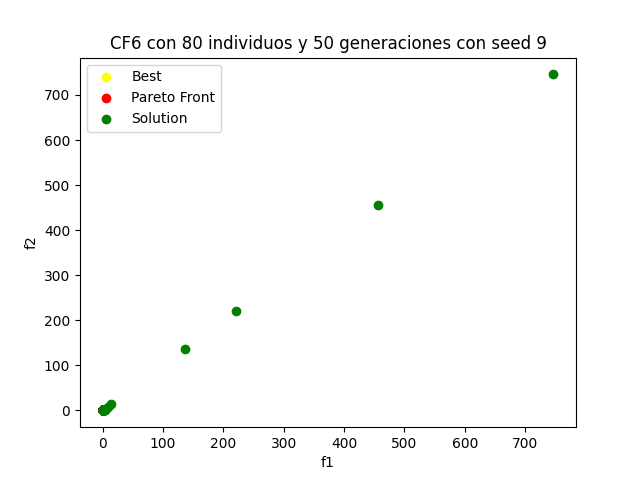 CF6 con 80 individuos y 50 generaciones con seed 9
Best
Pareto Front
Solution
700
600
500
400
300
200
100
0
f2
0 100 200 300 400 500 600 700
f1